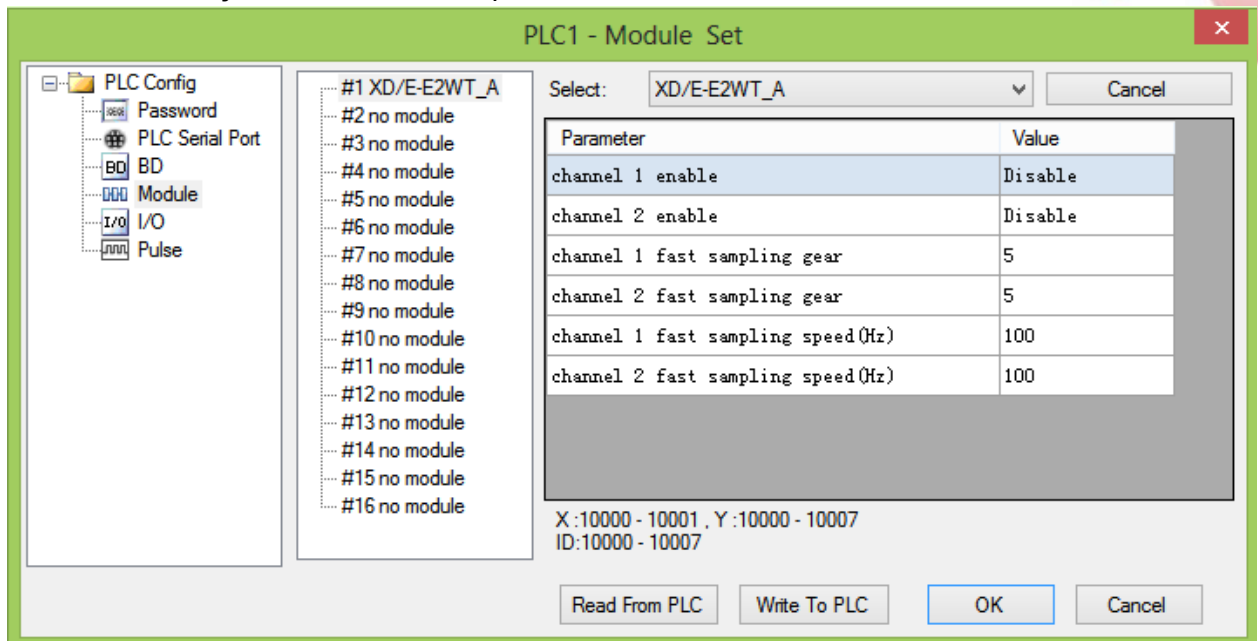 PLC1 - Module Set
PLC Config
Password
PLC Serial Port
BD BD
Module
I/O I/O
Pulse
#1 XD/E-E2WT_A
#2 no module
#3 no module
#4 no module
#5 no module
#6 no module
#7 no module
#8 no module
#9 no module
#10 no module
#11 no module
#12 no module
#13 no module
#14 no module
#15 no module
#16 no module
Select: XD/E-E2WT_A Cancel
Parameter Value
channel 1 enable Disable
channel 2 enable Disable
channel 1 fast sampling gear 5
channel 2 fast sampling gear 5
channel 1 fast sampling speed(Hz) 100
channel 2 fast sampling speed(Hz) 100
X :10000 - 10001 , Y :10000 - 10007
ID:10000 - 10007
Read From PLC Write To PLC OK Cancel